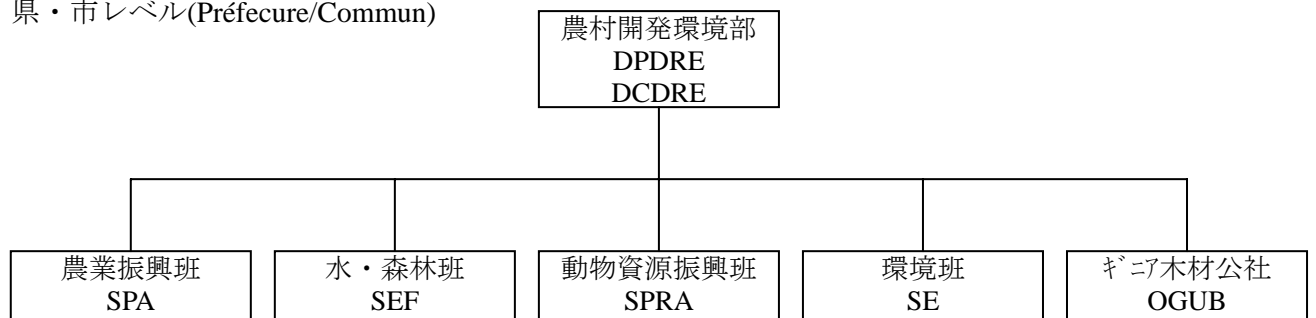 県・市レベル(Préfecure/Commun)
農村開発環境部
DPDRE
DCDRE
農業振興班
SPA
水・森林班
SEF
動物資源振興班
SPRA
環境班
SE
ｷﾞﾆｱ木材公社
OGUB